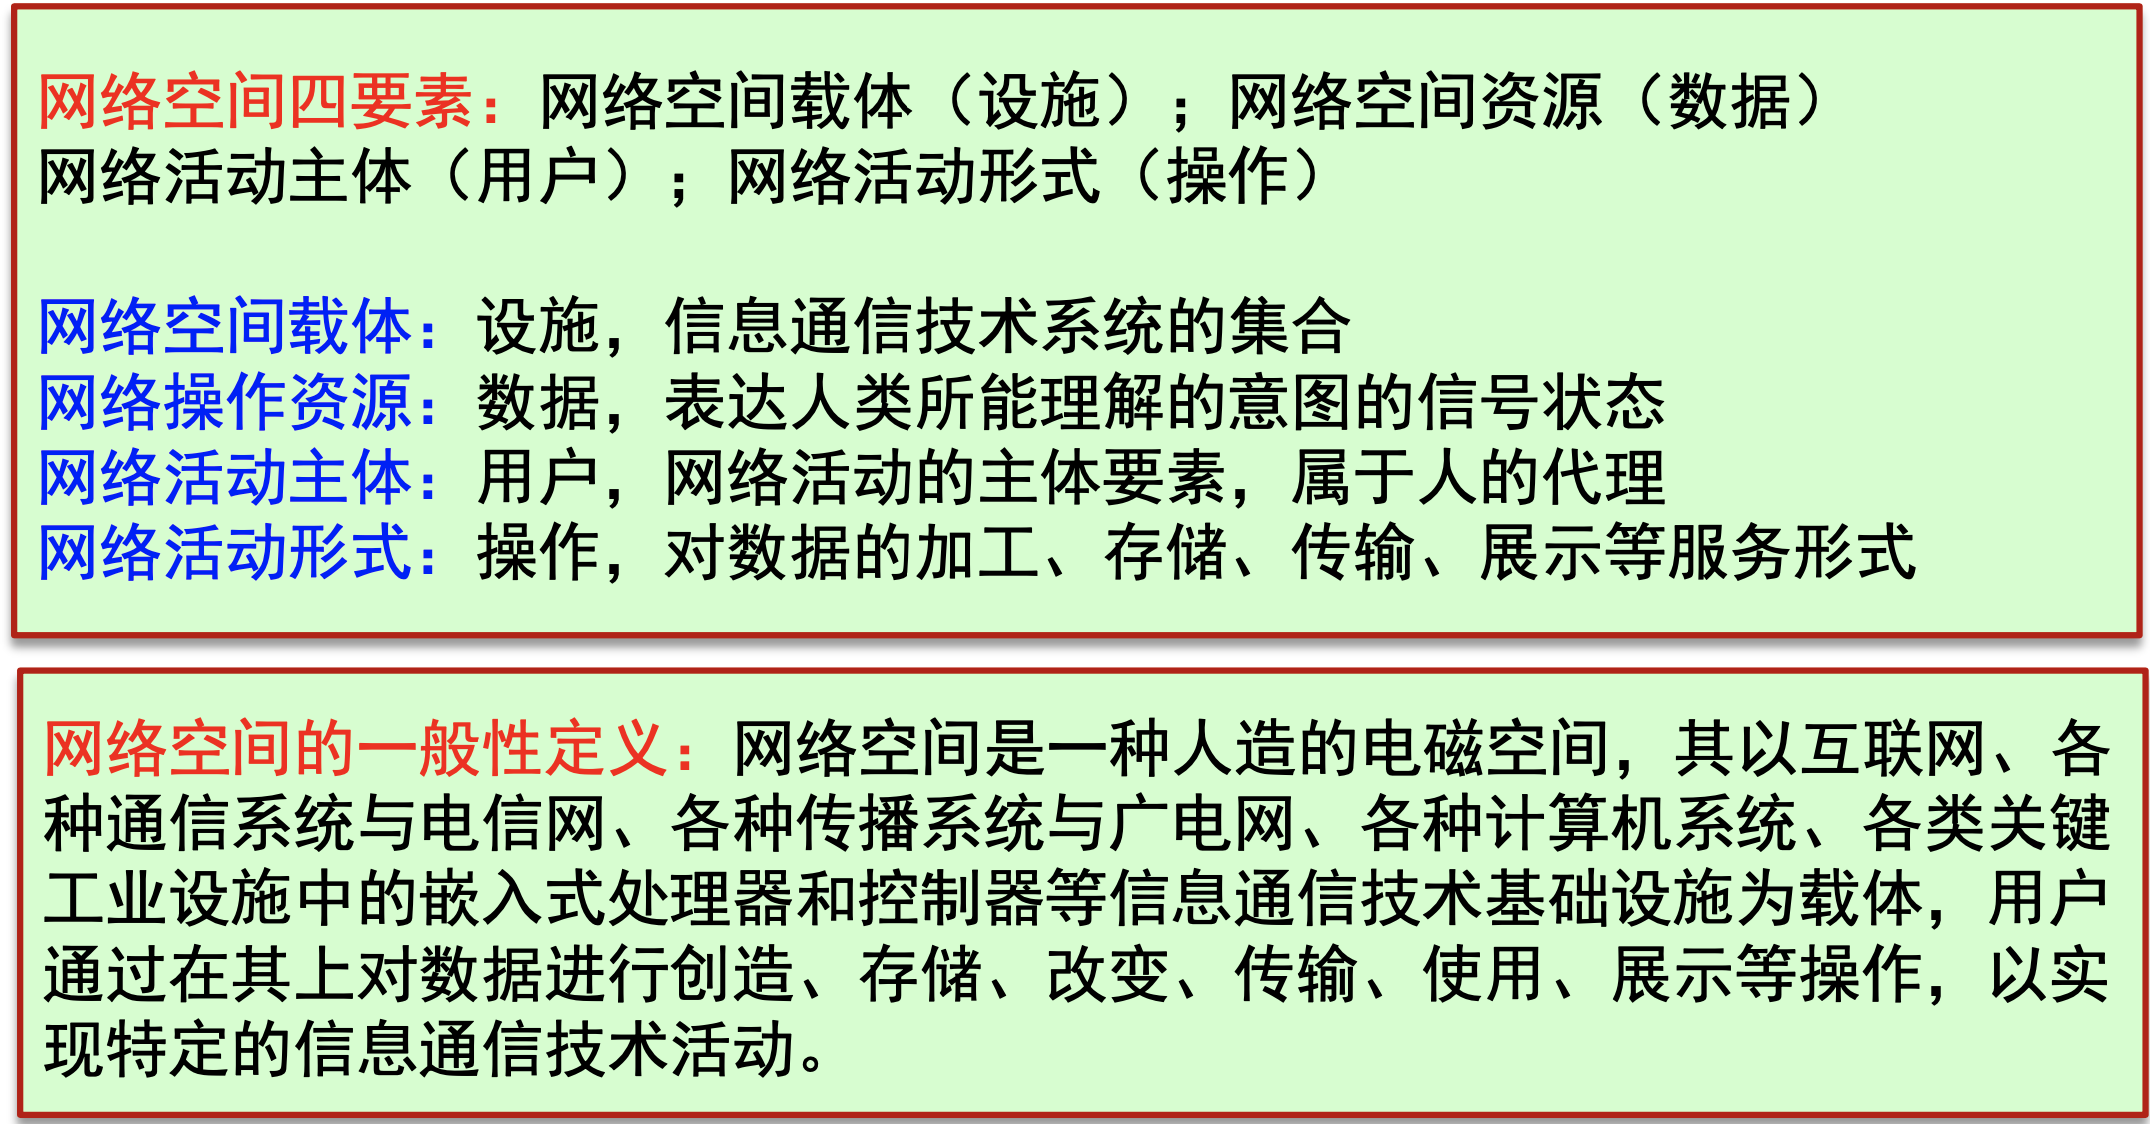 网络空间四要素：网络空间载体（设施）；网络空间资源（数据）
网络活动主体（用户）；网络活动形式（操作）
网络空间载体：设施，信息通信技术系统的集合
网络操作资源：数据，表达人类所能理解的意图的信号状态
网络活动主体：用户，网络活动的主体要素，属于人的代理
网络活动形式：操作，对数据的加工、存储、传输、展示等服务形式
网络空间的一般性定义：网络空间是一种人造的电磁空间，其以互联网、各
种通信系统与电信网、各种传播系统与广电网、各种计算机系统、各类关键
工业设施中的嵌入式处理器和控制器等信息通信技术基础设施为载体，用户
通过在其上对数据进行创造、存储、改变、传输、使用、展示等操作，以实
现特定的信息通信技术活动。